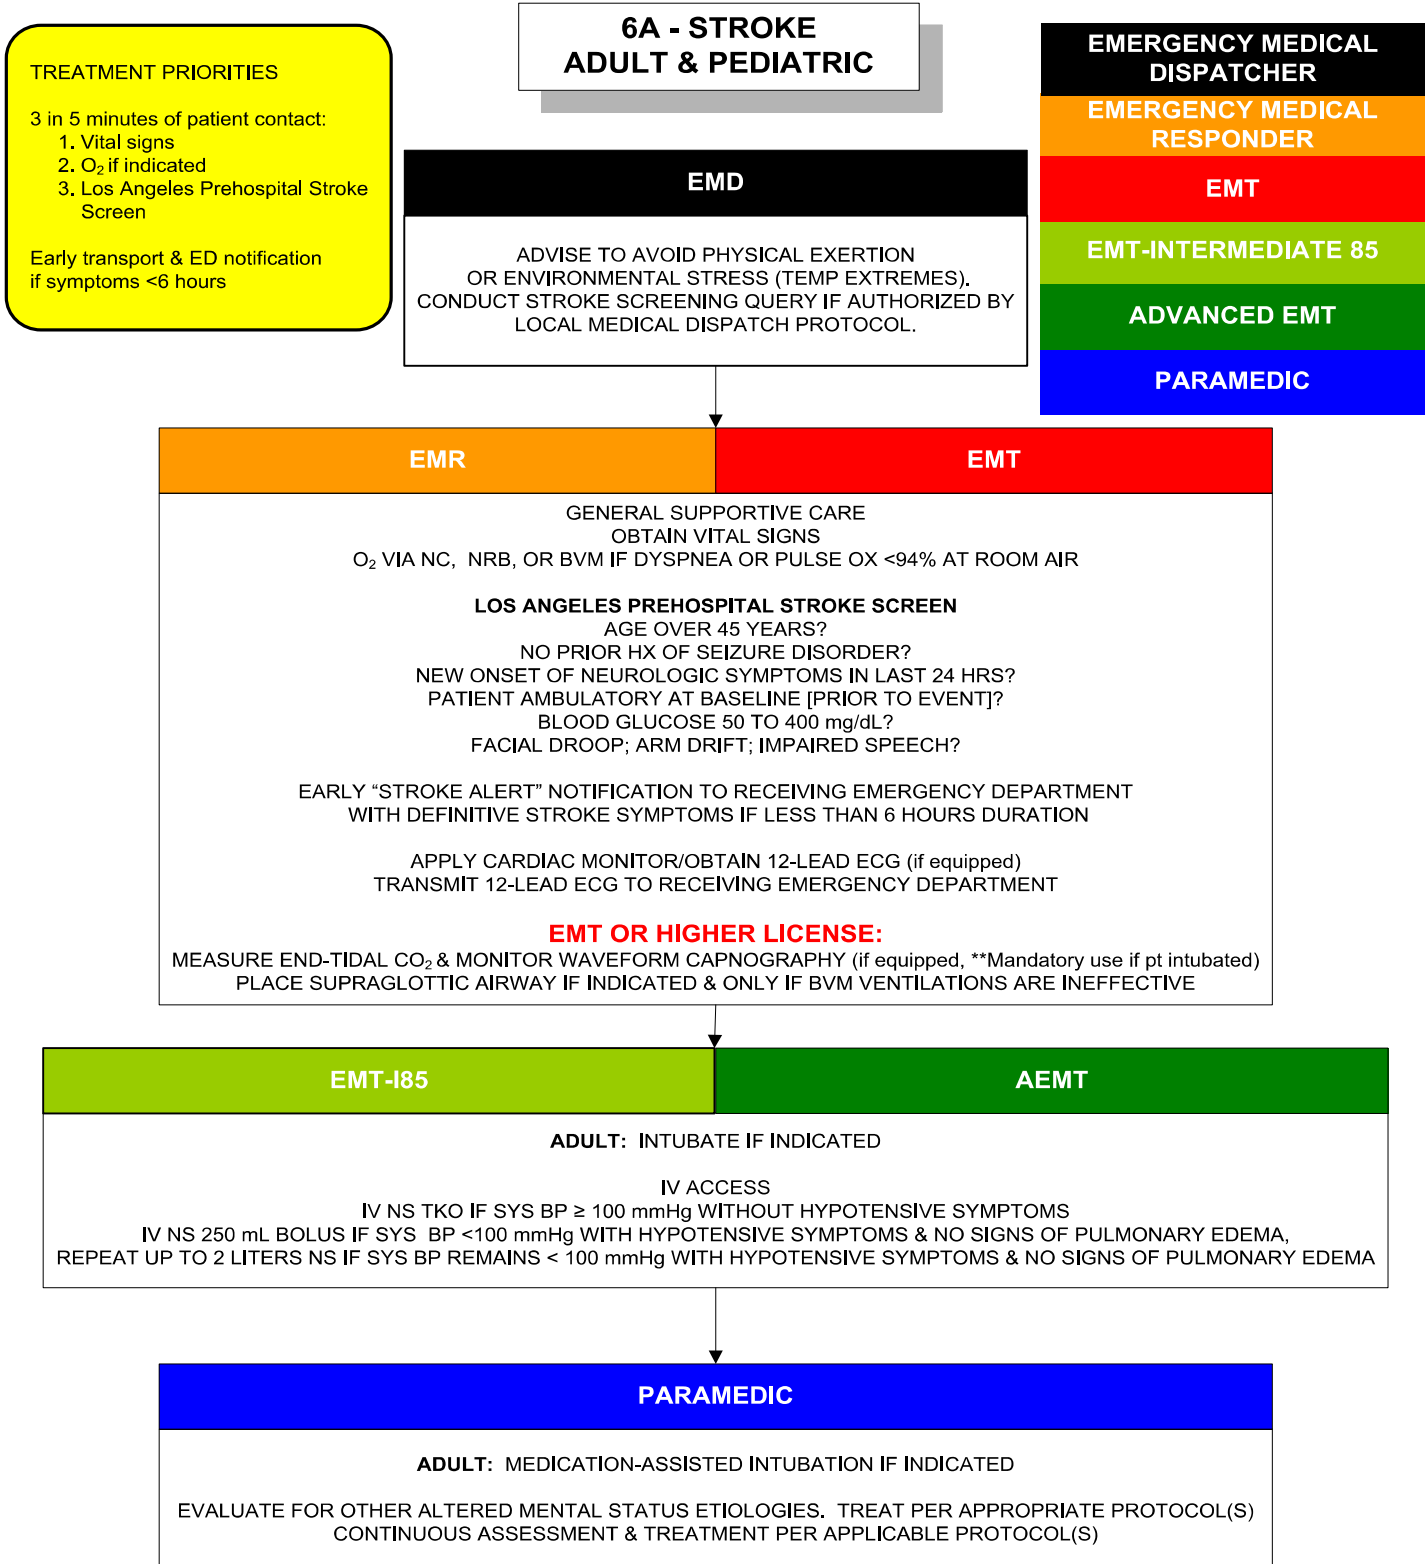 6A - STROKE
ADULT & PEDIATRIC
TREATMENT PRIORITIES
3 in 5 minutes of patient contact:
1. Vital signs
2. O₂ if indicated
3. Los Angeles Prehospital Stroke
Screen
Early transport & ED notification
if symptoms <6 hours
EMERGENCY MEDICAL
DISPATCHER
EMERGENCY MEDICAL
RESPONDER
EMT
EMT-INTERMEDIATE 85
ADVANCED EMT
PARAMEDIC
EMD
ADVISE TO AVOID PHYSICAL EXERTION
OR ENVIRONMENTAL STRESS (TEMP EXTREMES).
CONDUCT STROKE SCREENING QUERY IF AUTHORIZED BY
LOCAL MEDICAL DISPATCH PROTOCOL.
EMR
EMT
GENERAL SUPPORTIVE CARE
OBTAIN VITAL SIGNS
O₂ VIA NC, NRB, OR BVM IF DYSPNEA OR PULSE OX <94% AT ROOM AIR
LOS ANGELES PREHOSPITAL STROKE SCREEN
AGE OVER 45 YEARS?
NO PRIOR HX OF SEIZURE DISORDER?
NEW ONSET OF NEUROLOGIC SYMPTOMS IN LAST 24 HRS?
PATIENT AMBULATORY AT BASELINE [PRIOR TO EVENT]?
BLOOD GLUCOSE 50 TO 400 mg/dL?
FACIAL DROOP; ARM DRIFT; IMPAIRED SPEECH?
EARLY “STROKE ALERT” NOTIFICATION TO RECEIVING EMERGENCY DEPARTMENT
WITH DEFINITIVE STROKE SYMPTOMS IF LESS THAN 6 HOURS DURATION
APPLY CARDIAC MONITOR/OBTAIN 12-LEAD ECG (if equipped)
TRANSMIT 12-LEAD ECG TO RECEIVING EMERGENCY DEPARTMENT
EMT OR HIGHER LICENSE:
MEASURE END-TIDAL CO₂ & MONITOR WAVEFORM CAPNOGRAPHY (if equipped, **Mandatory use if pt intubated)
PLACE SUPRAGLOTTIC AIRWAY IF INDICATED & ONLY IF BVM VENTILATIONS ARE INEFFECTIVE
EMT-I85
AEMT
ADULT: INTUBATE IF INDICATED
IV ACCESS
IV NS TKO IF SYS BP ≥ 100 mmHg WITHOUT HYPOTENSIVE SYMPTOMS
IV NS 250 mL BOLUS IF SYS BP <100 mmHg WITH HYPOTENSIVE SYMPTOMS & NO SIGNS OF PULMONARY EDEMA,
REPEAT UP TO 2 LITERS NS IF SYS BP REMAINS < 100 mmHg WITH HYPOTENSIVE SYMPTOMS & NO SIGNS OF PULMONARY EDEMA
PARAMEDIC
ADULT: MEDICATION-ASSISTED INTUBATION IF INDICATED
EVALUATE FOR OTHER ALTERED MENTAL STATUS ETIOLOGIES. TREAT PER APPROPRIATE PROTOCOL(S)
CONTINUOUS ASSESSMENT & TREATMENT PER APPLICABLE PROTOCOL(S)